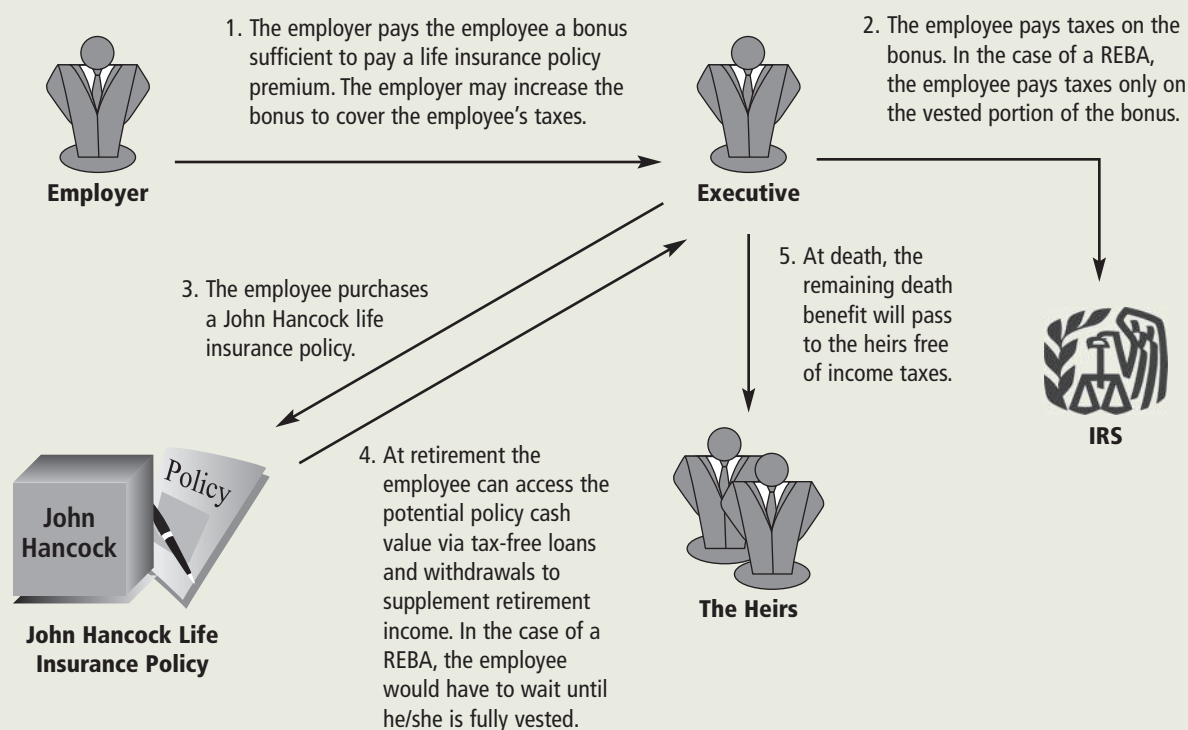 1. The employer pays the employee a bonus
sufficient to pay a life insurance policy
premium. The employer may increase the
bonus to cover the employee's taxes.
2. The employee pays taxes on the
bonus. In the case of a REBA,
the employee pays taxes only on
the vested portion of the bonus.
Employer
Executive
3. The employee purchases
a John Hancock life
insurance policy.
5. At death, the
remaining death
benefit will pass
to the heirs free
of income taxes.
IRS
Policy
John
Hancock
John Hancock Life
Insurance Policy
4. At retirement the
employee can access the
potential policy cash
value via tax-free loans
and withdrawals to
supplement retirement
income. In the case of a
REBA, the employee
would have to wait until
he/she is fully vested.
The Heirs